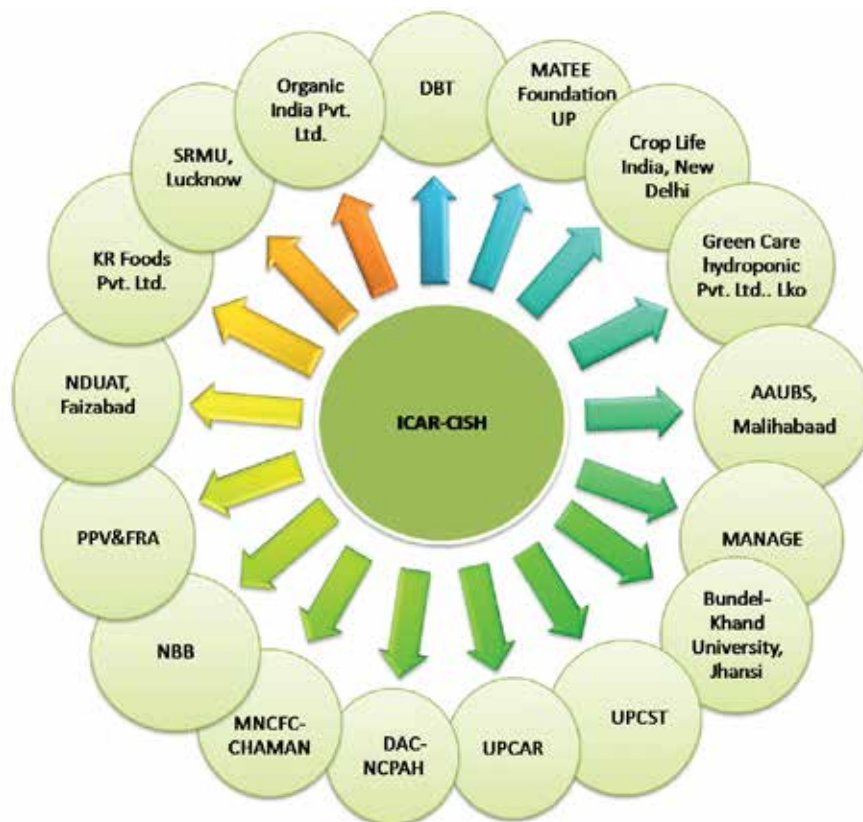 DBT
MATEE
Foundation
UP
Crop Life
India, New
Delhi
Green Care
hydroponic
Pvt. Ltd.. Lko
AAUBS,
Malihabaad
MANAGE
Bundel-
Khand
University,
Jhansi
UPCST
UPCAR
DAC-
NCPAH
MNCFC-
CHAMAN
NBB
PPV&FRA
NDUAT,
Faizabad
KR Foods
Pvt. Ltd.
SRMU,
Lucknow
Organic
India Pvt.
Ltd.
ICAR-CISH